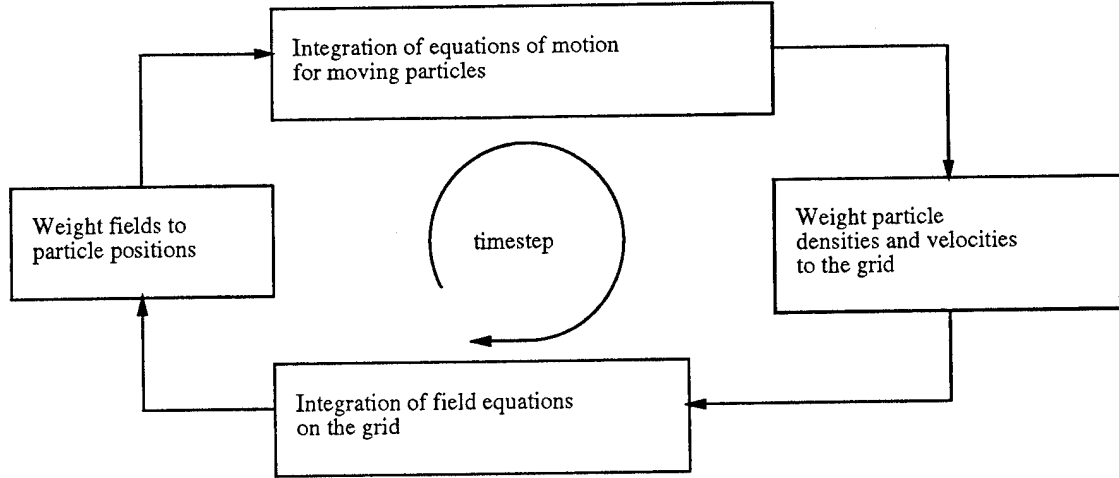 Integration of equations of motion
for moving particles
Weight fields to
particle positions
timestep
Weight particle
densities and velocities
to the grid
Integration of field equations
on the grid